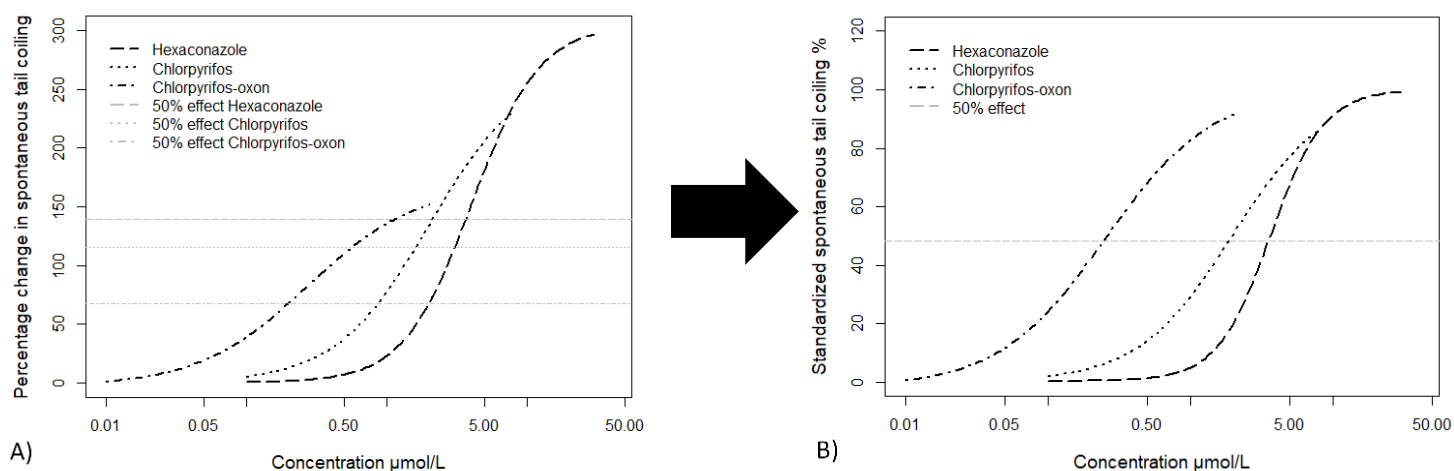 Percentage change in spontaneous tail coiling
300
250
200
150
100
50
0
Hexaconazole
Chlorpyrifos
Chlorpyrifos-oxon
50% effect Hexaconazole
50% effect Chlorpyrifos
50% effect Chlorpyrifos-oxon
0.01 0.05 0.50 5.00 50.00
Concentration µmol/L
A)
Standardized spontaneous tail coiling %
120
100
80
60
40
20
0
Hexaconazole
Chlorpyrifos
Chlorpyrifos-oxon
50% effect
0.01 0.05 0.50 5.00 50.00
Concentration µmol/L
B)